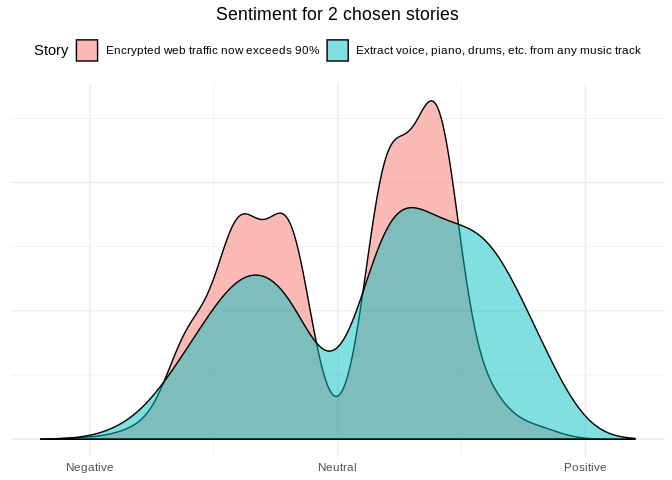 Sentiment for 2 chosen stories
Story Encrypted web traffic now exceeds 90% Extract voice, piano, drums, etc. from any music track
Negative Neutral Positive